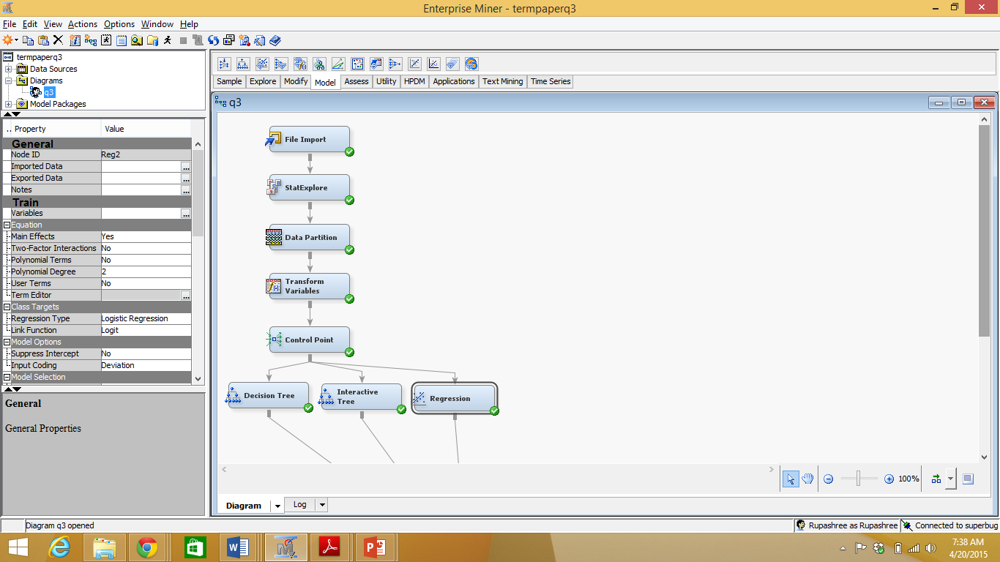 Enterprise Miner - termpaperq3
File Edit View Actions Options Window Help
termpaperq3
Data Sources
Diagrams
q3
Model Packages
.. Property Value
General
Node ID Reg2
Imported Data ...
Exported Data ...
Notes ...
Train
Variables ...
Equation
Main Effects Yes
Two-Factor Interactions No
Polynomial Terms No
Polynomial Degree 2
User Terms No
Term Editor ...
Class Targets
Regression Type Logistic Regression
Link Function Logit
Model Options
Suppress Intercept No
Input Coding Deviation
Model Selection
General
General Properties
Sample Explore Modify Model Assess Utility HPDM Applications Text Mining Time Series
q3
File Import
StatExplore
Data Partition
Transform
Variables
Control Point
Decision Tree
Interactive
Tree
Regression
100%
Diagram Log
Diagram q3 opened
Rupashree as Rupashree Connected to superbug
7:38 AM
4/20/2015